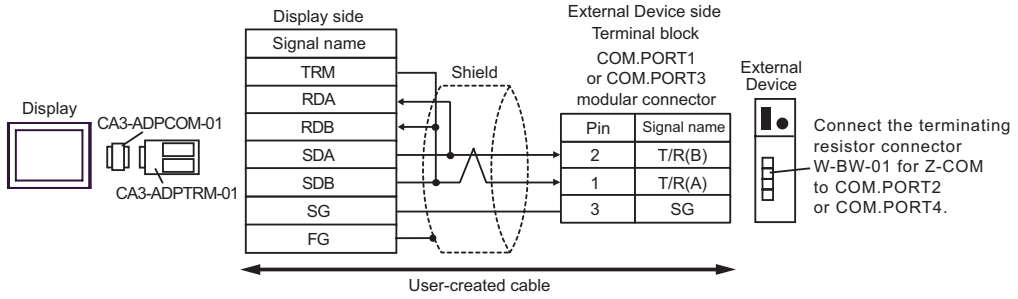 Display side
Signal name
TRM
RDA
RDB
SDA
SDB
SG
FG
Display
CA3-ADPCOM-01
CA3-ADPTRM-01
Shield
External Device side
Terminal block
COM.PORT1
or COM.PORT3
modular connector
Pin Signal name
2 T/R(B)
1 T/R(A)
3 SG
External
Device
Connect the terminating
resistor connector
W-BW-01 for Z-COM
to COM.PORT2
or COM.PORT4.
User-created cable